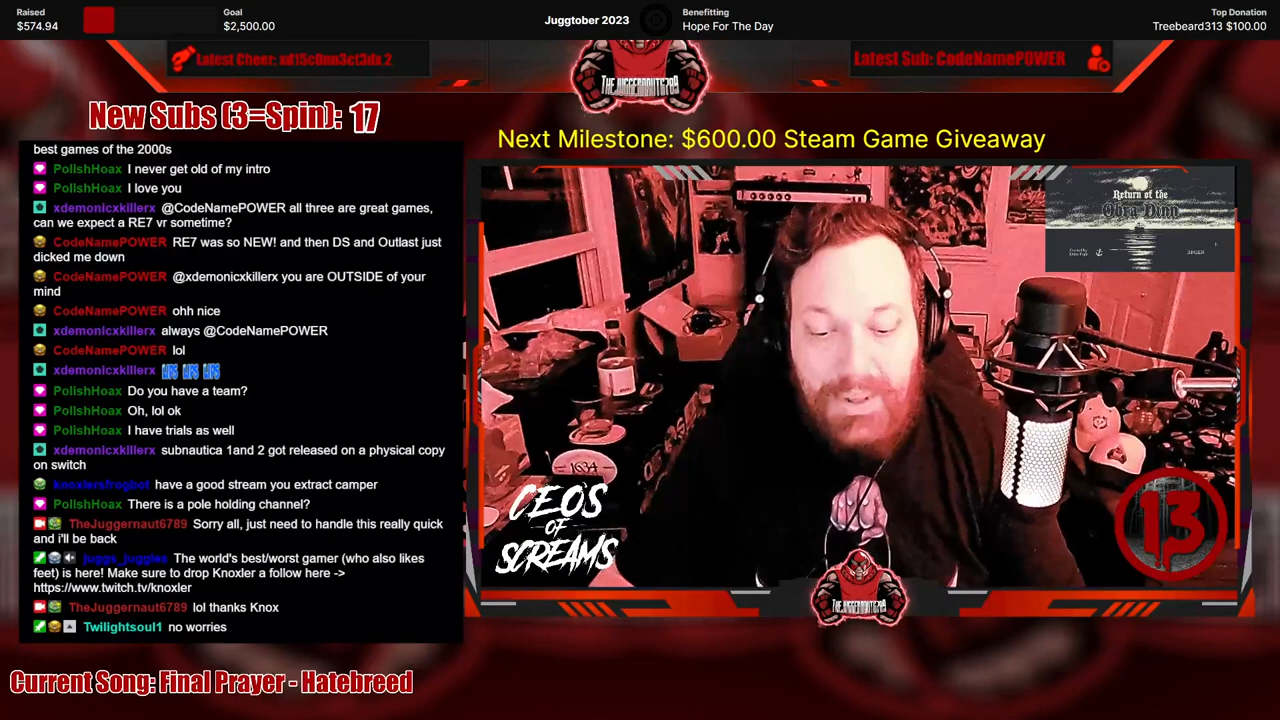 Raised
$574.94
Goal
$2,500.00
Juggtober 2023
Benefitting
Hope For The Day
Top Donation
Treebeard313 $100.00
Latest Cheer: xd15c0nn3ct3dx 2
THEJUGGERNAUT6789
Latest Sub: CodeNamePOWER
New Subs (3=Spin): 17
Next Milestone: $600.00 Steam Game Giveaway
best games of the 2000s
PolishHoax I never get old of my intro
PolishHoax I love you
xdemonicxkillerx @CodeNamePOWER all three are great games,
can we expect a RE7 vr sometime?
CodeNamePOWER RE7 was so NEW! and then DS and Outlast just
dicked me down
CodeNamePOWER @xdemonicxkillerx you are OUTSIDE of your
mind
CodeNamePOWER ohh nice
xdemonicxkillerx always @CodeNamePOWER
CodeNamePOWER lol
xdemonicxkillerx
PolishHoax Do you have a team?
PolishHoax Oh, lol ok
PolishHoax I have trials as well
xdemonicxkillerx subnautica 1and 2 got released on a physical copy
on switch
knoxlersfrogbot have a good stream you extract camper
PolishHoax There is a pole holding channel?
TheJuggernaut6789 Sorry all, just need to handle this really quick
and i'll be back
juggs_juggles The world's best/worst gamer (who also likes
feet) is here! Make sure to drop Knoxler a follow here ->
https://www.twitch.tv/knoxler
TheJuggernaut6789 lol thanks Knox
Twilightsoul1 no worries
Return of the
Obra Dinn
1634
CEOS
OF
SCREAMS
13
THEJUGGERNAUT6789
Current Song: Final Prayer - Hatebreed